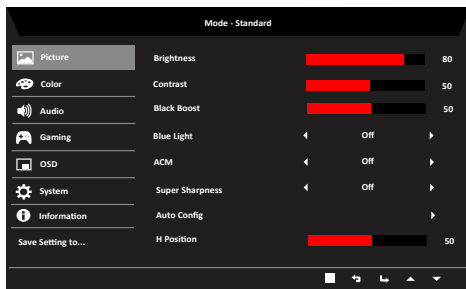 Mode - Standard
Picture
Brightness 80
Color
Contrast 50
Audio
Black Boost 50
Gaming
Blue Light Off
OSD
ACM Off
System
Super Sharpness Off
Information
Auto Config
Save Setting to...
H Position 50